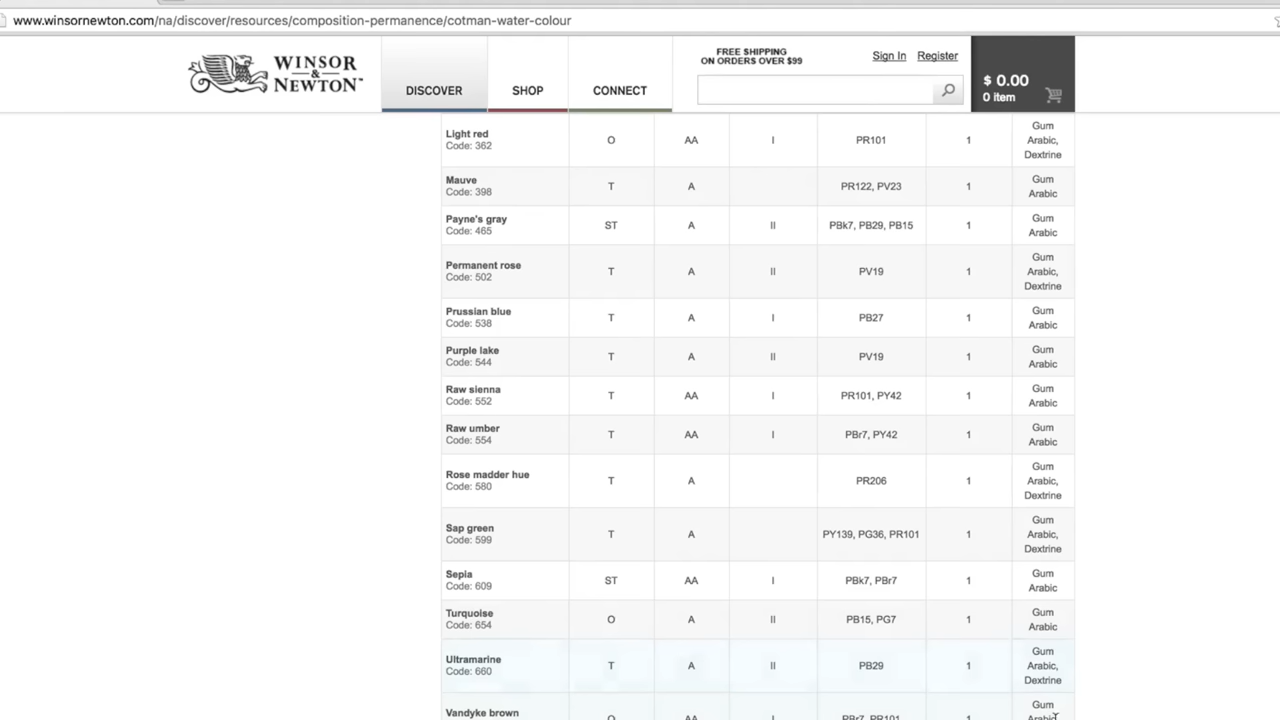 www.winsornewton.com/na/discover/resources/composition-permanence/cotman-water-colour
WINSOR
&
NEWTON™
DISCOVER
SHOP
CONNECT
FREE SHIPPING
ON ORDERS OVER $99
Sign In Register
$ 0.00
0 item
Light red
Code: 362
O AA I PR101 1
Gum
Arabic,
Dextrine
Mauve
Code: 398
T A PR122, PV23 1
Gum
Arabic
Payne's gray
Code: 465
ST A II PBk7, PB29, PB15 1
Gum
Arabic
Permanent rose
Code: 502
T A II PV19 1
Gum
Arabic,
Dextrine
Prussian blue
Code: 538
T A I PB27 1
Gum
Arabic
Purple lake
Code: 544
T A II PV19 1
Gum
Arabic
Raw sienna
Code: 552
T AA I PR101, PY42 1
Gum
Arabic
Raw umber
Code: 554
T AA I PBr7, PY42 1
Gum
Arabic
Rose madder hue
Code: 580
T A PR206 1
Gum
Arabic,
Dextrine
Sap green
Code: 599
T A PY139, PG36, PR101 1
Gum
Arabic,
Dextrine
Sepia
Code: 609
ST AA I PBk7, PBr7 1
Gum
Arabic
Turquoise
Code: 654
O A II PB15, PG7 1
Gum
Arabic
Ultramarine
Code: 660
T A II PB29 1
Gum
Arabic,
Dextrine
Vandyke brown
O AA I PBr7, PR101 1
Gum
Arabic